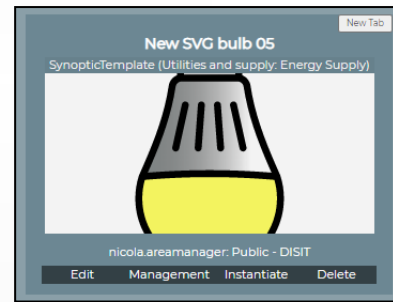 New Tab
New SVG bulb 05
SynopticTemplate (Utilities and supply: Energy Supply)
nicola.areamanager: Public - DISIT
Edit Management Instantiate Delete